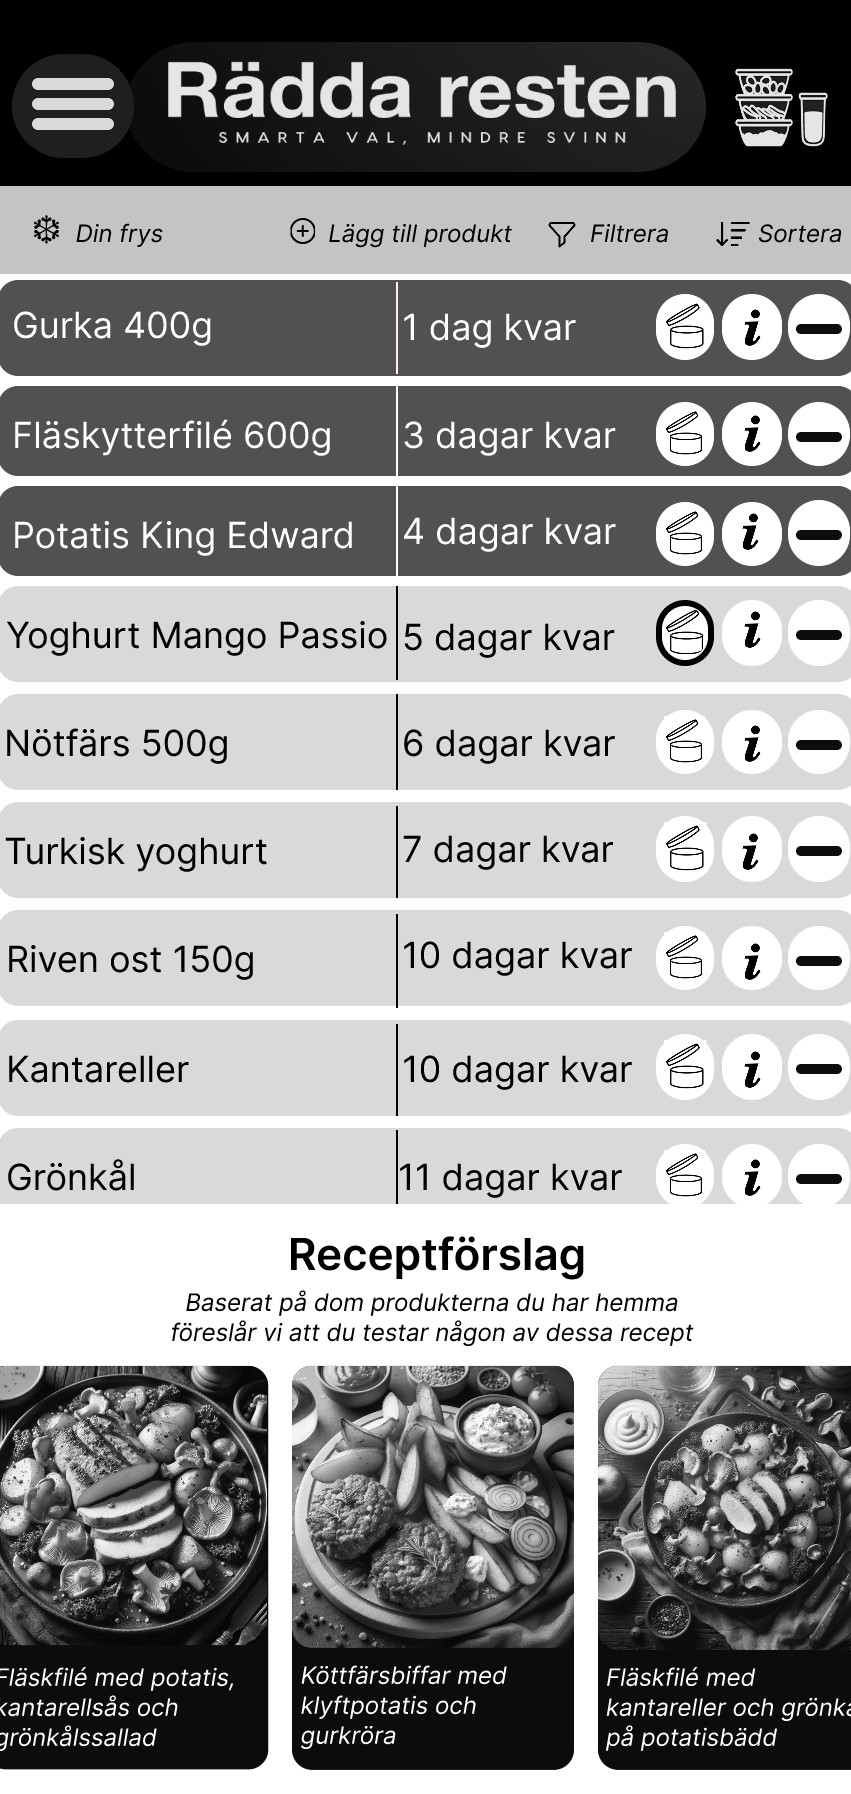 Rädda resten
SMARTA VAL, MINDRE SVINN
Din frys
Lägg till produkt
Filtrera
Sortera
Gurka 400g
1 dag kvar
i
Fläskytterfilé 600g
3 dagar kvar
i
Potatis King Edward
4 dagar kvar
i
Yoghurt Mango Passio
5 dagar kvar
i
Nötfärs 500g
6 dagar kvar
i
Turkisk yoghurt
7 dagar kvar
i
Riven ost 150g
10 dagar kvar
i
Kantareller
10 dagar kvar
i
Grönkål
11 dagar kvar
i
Receptförslag
Baserat på dom produkterna du har hemma
föreslår vi att du testar någon av dessa recept
Fläskfilé med potatis,
kantarellsås och
grönkålssallad
Köttfärsbiffar med
klyftpotatis och
gurkröra
Fläskfilé med
kantareller och grönkå
på potatisbädd